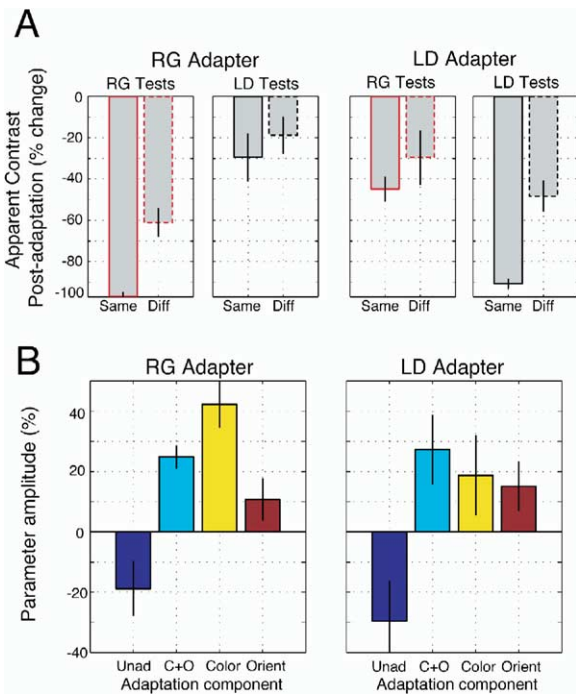 A
RG Adapter
LD Adapter
RG Tests
LD Tests
RG Tests
LD Tests
Apparent Contrast
Post-adaptation (% change)
0
-20
-40
-60
-80
-100
Same Diff
Same Diff
Same Diff
Same Diff
B
RG Adapter
LD Adapter
Parameter amplitude (%)
40
20
0
-20
-40
Unad C+O Color Orient
Unad C+O Color Orient
Adaptation component
Adaptation component